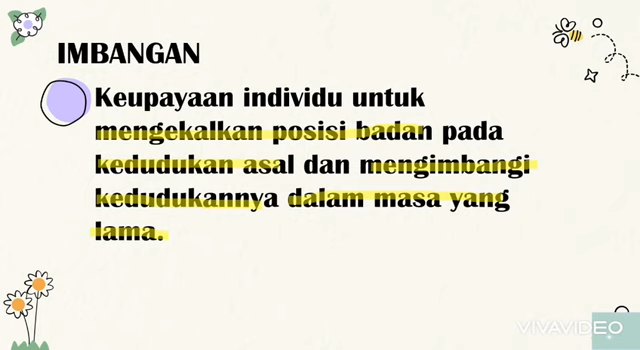 IMBANGAN
Keupayaan individu untuk
mengekalkan posisi badan pada
kedudukan asal dan mengimbangi
kedudukannya dalam masa yang
lama.
VIVAVIDEO